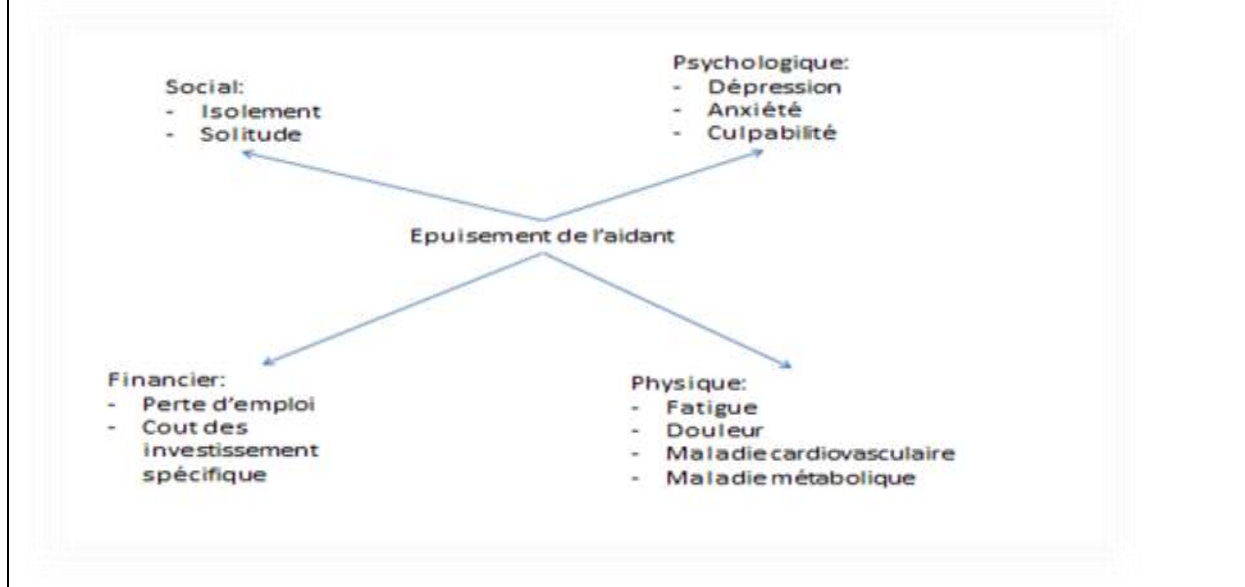 Social:
- Isolement
- Solitude
Psychologique:
- Dépression
- Anxiété
- Culpabilité
Epuisement de l'aidant
Financier:
- Perte d'emploi
- Cout des
investissement
spécifique
Physique:
- Fatigue
- Douleur
- Maladie cardiovasculaire
- Maladie métabolique